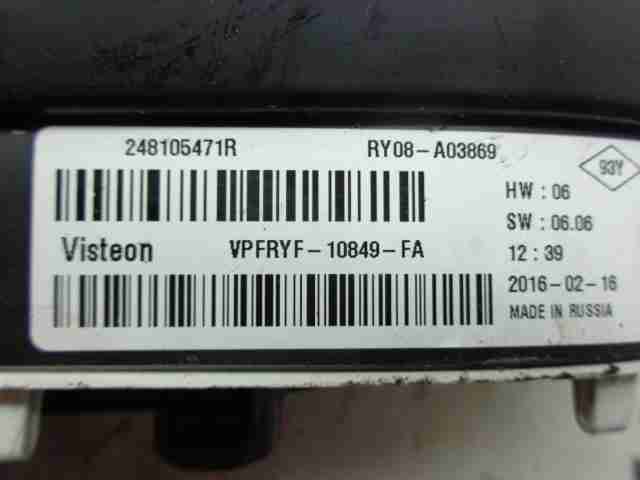 248105471R RY08-A03869
93Y
HW : 06
SW : 06.06
Visteon VPFRYF-10849-FA
12 : 39
2016-02-16
MADE IN RUSSIA